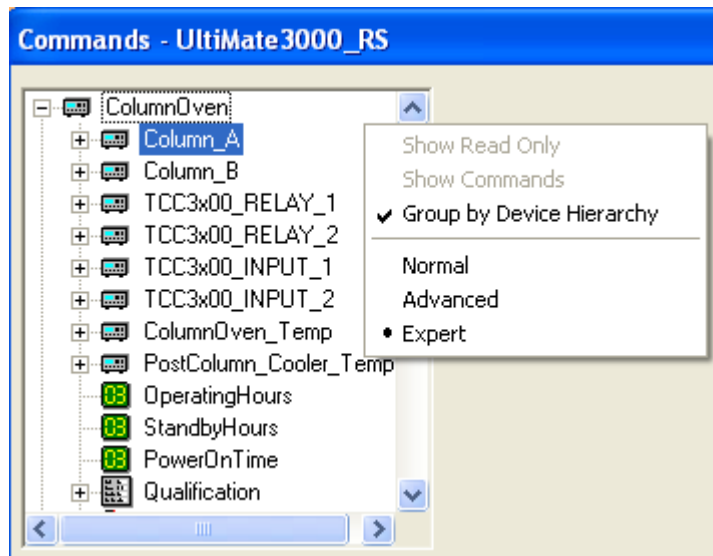 Commands - UltiMate3000_RS
ColumnOven
Column_A
Column_B
TCC3x00_RELAY_1
TCC3x00_RELAY_2
TCC3x00_INPUT_1
TCC3x00_INPUT_2
ColumnOven_Temp
PostColumn_Cooler_Temp
OperatingHours
StandbyHours
PowerOnTime
Qualification
Show Read Only
Show Commands
Group by Device Hierarchy
Normal
Advanced
Expert